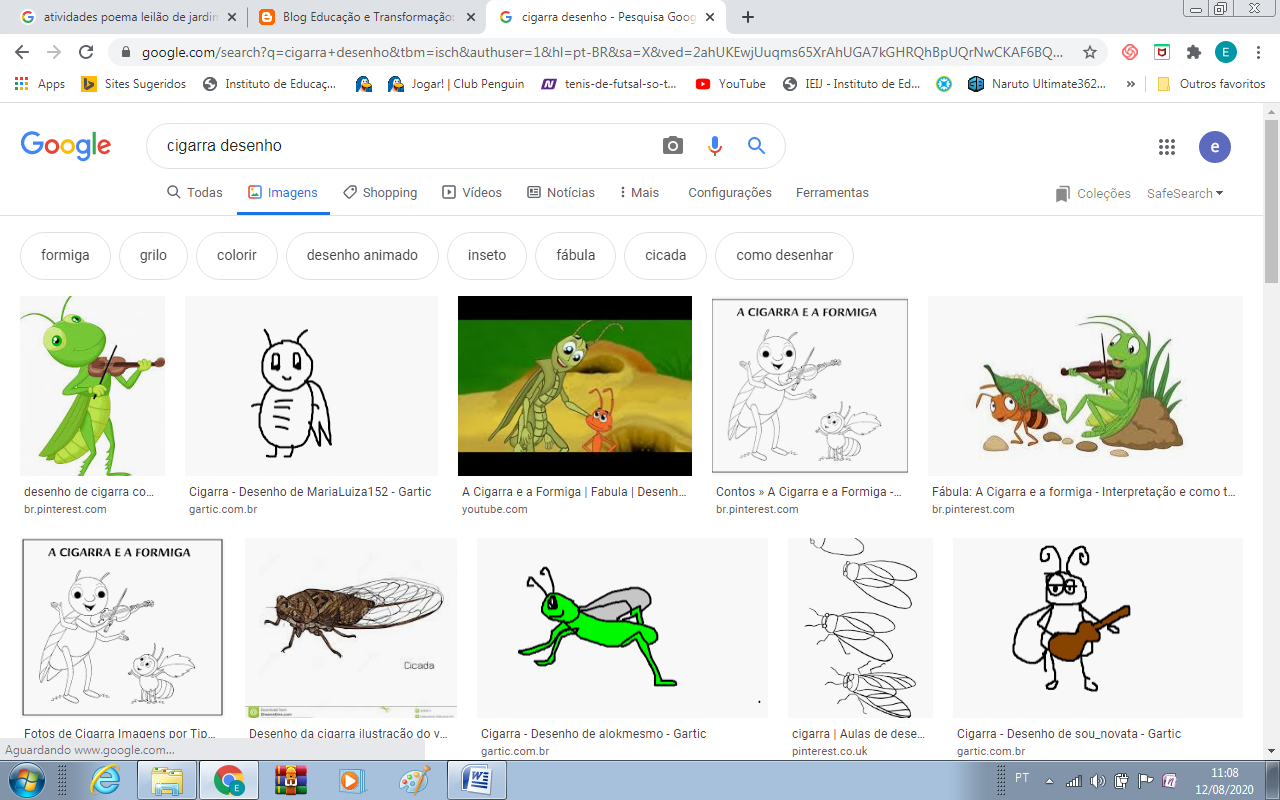 atividades poema leilão de jardin
Blog Educação e Transformação
cigarra desenho - Pesquisa Goog
google.com/search?q=cigarra+desenho&tbm=isch&authuser=1&hl=pt-BR&sa=X&ved=2ahUKEwjUuqms65XrAhUGA7kGHRQhBpUQrNwCKAF6BQ...
E
Apps
Sites Sugeridos
Instituto de Educaç...
Jogar! | Club Penguin
tenis-de-futsal-so-t...
YouTube
IEIJ - Instituto de Ed...
Naruto Ultimate362...
»
Outros favoritos
Google
cigarra desenho
e
Todas
Imagens
Shopping
Vídeos
Notícias
Mais
Configurações
Ferramentas
Coleções
SafeSearch
formiga
grilo
colorir
desenho animado
inseto
fábula
cicada
como desenhar
A CIGARRA E A FORMIGA
desenho de cigarra co...
br.pinterest.com
Cigarra - Desenho de MariaLuiza152 - Gartic
gartic.com.br
A Cigarra e a Formiga | Fabula | Desenh...
youtube.com
Contos » A Cigarra e a Formiga -...
br.pinterest.com
Fábula: A Cigarra e a formiga - Interpretação e como t...
br.pinterest.com
A CIGARRA E A FORMIGA
Cicada
Fotos de Cigarra Imagens por Tip...
Desenho da cigarra ilustração do v...
Cigarra - Desenho de alokmesmo - Gartic
gartic.com.br
cigarra | Aulas de dese...
pinterest.co.uk
Cigarra - Desenho de sou_novata - Gartic
gartic.com.br
Aguardando www.google.com...
PT
11:08
12/08/2020